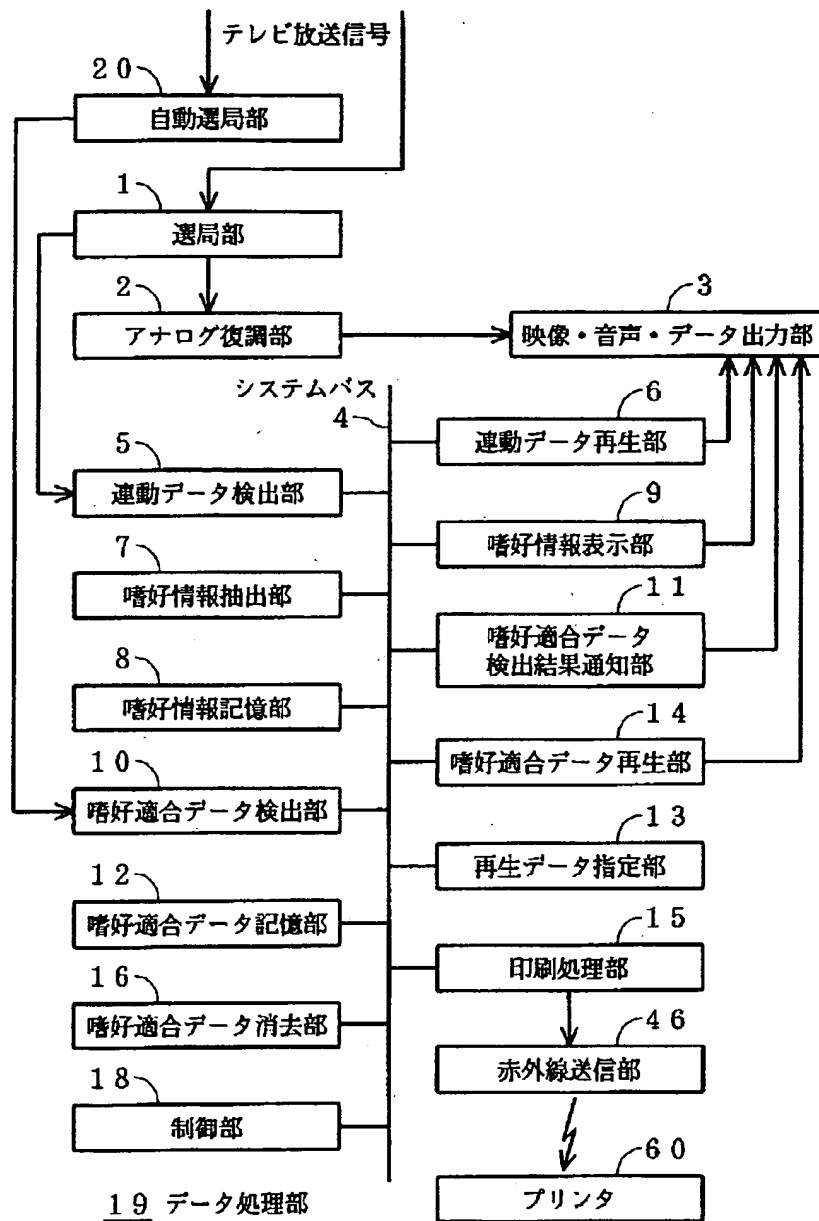 テレビ放送信号
20
自動選局部
1
選局部
2
アナログ復調部
3
映像・音声・データ出力部
システムバス
4
5
連動データ検出部
6
連動データ再生部
7
嗜好情報抽出部
9
嗜好情報表示部
8
嗜好情報記憶部
11
嗜好適合データ
検出結果通知部
10
嗜好適合データ検出部
14
嗜好適合データ再生部
12
嗜好適合データ記憶部
13
再生データ指定部
16
嗜好適合データ消去部
15
印刷処理部
18
制御部
46
赤外線送信部
60
プリンタ
19 データ処理部